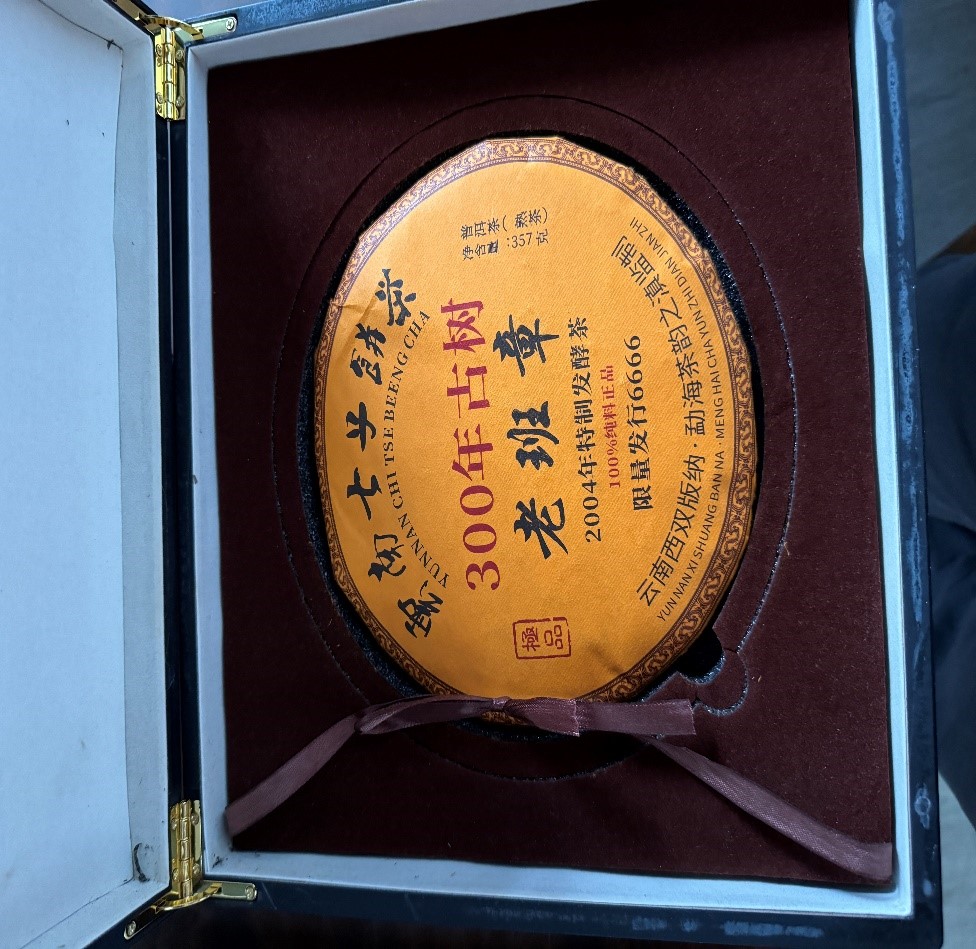 雲南七子餅茶
YUNNAN CHI TSE BEENG CHA
普洱茶(熟茶)
净含量:357克
300年古树
老班章
2004年特制发酵茶
100%纯料正品
限量发行6666
極品
云南西双版纳·勐海茶韵之滇监制
YUN NAN XI SHUANG BAN NA · MENG HAI CHA YUN ZHI DIAN JIAN ZHI